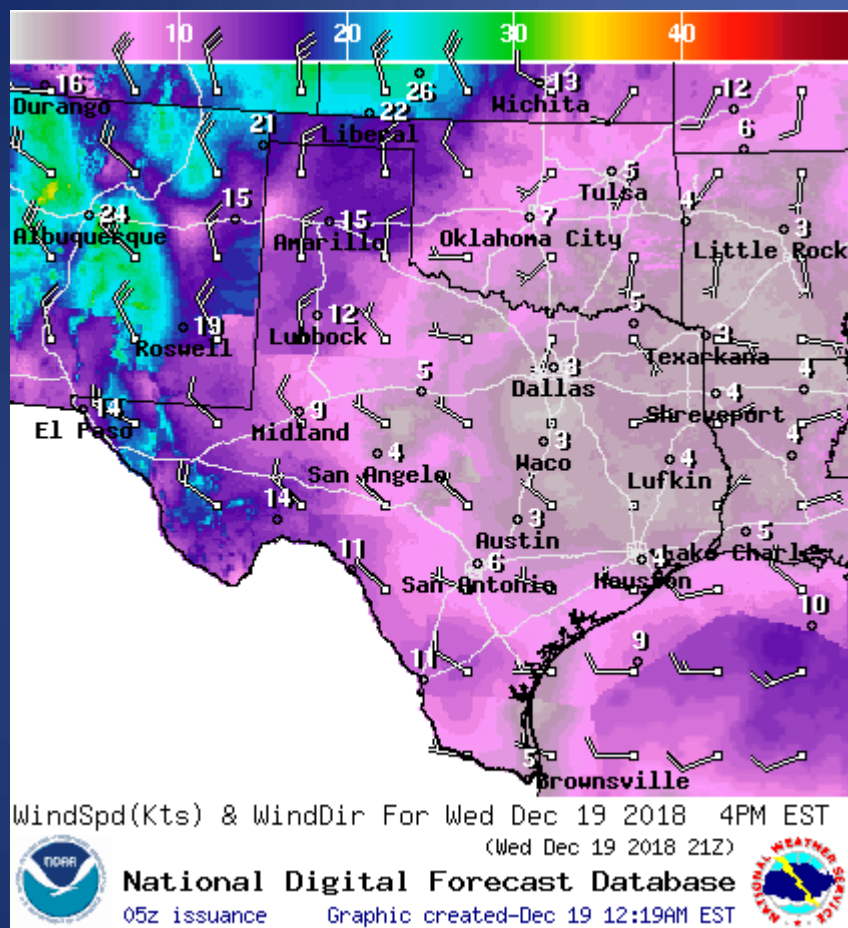 10 20 30 40
16 26 13 12
Durango Wichita
22
Liberal
21 6
5
Tulsa
15 15 4
24 7 3
Albuquerque Amarillo Oklahoma City Little Rock
12 5
19 3
Roswell Lubbock Texarkana
3
5 Dallas 4 4
14 9 Shreveport
El Paso Midland
3
4 4 4
San Angelo Waco Lufkin
14 3 5
Austin
11 6 4 Lake Charles
San Antonio Houston
10
11 9
5
Brownsville
WindSpd(Kts) & WindDir For Wed Dec 19 2018 4PM EST
(Wed Dec 19 2018 21Z)
NOAA
National Digital Forecast Database
05z issuance Graphic created-Dec 19 12:19AM EST
NATIONAL WEATHER SERVICE